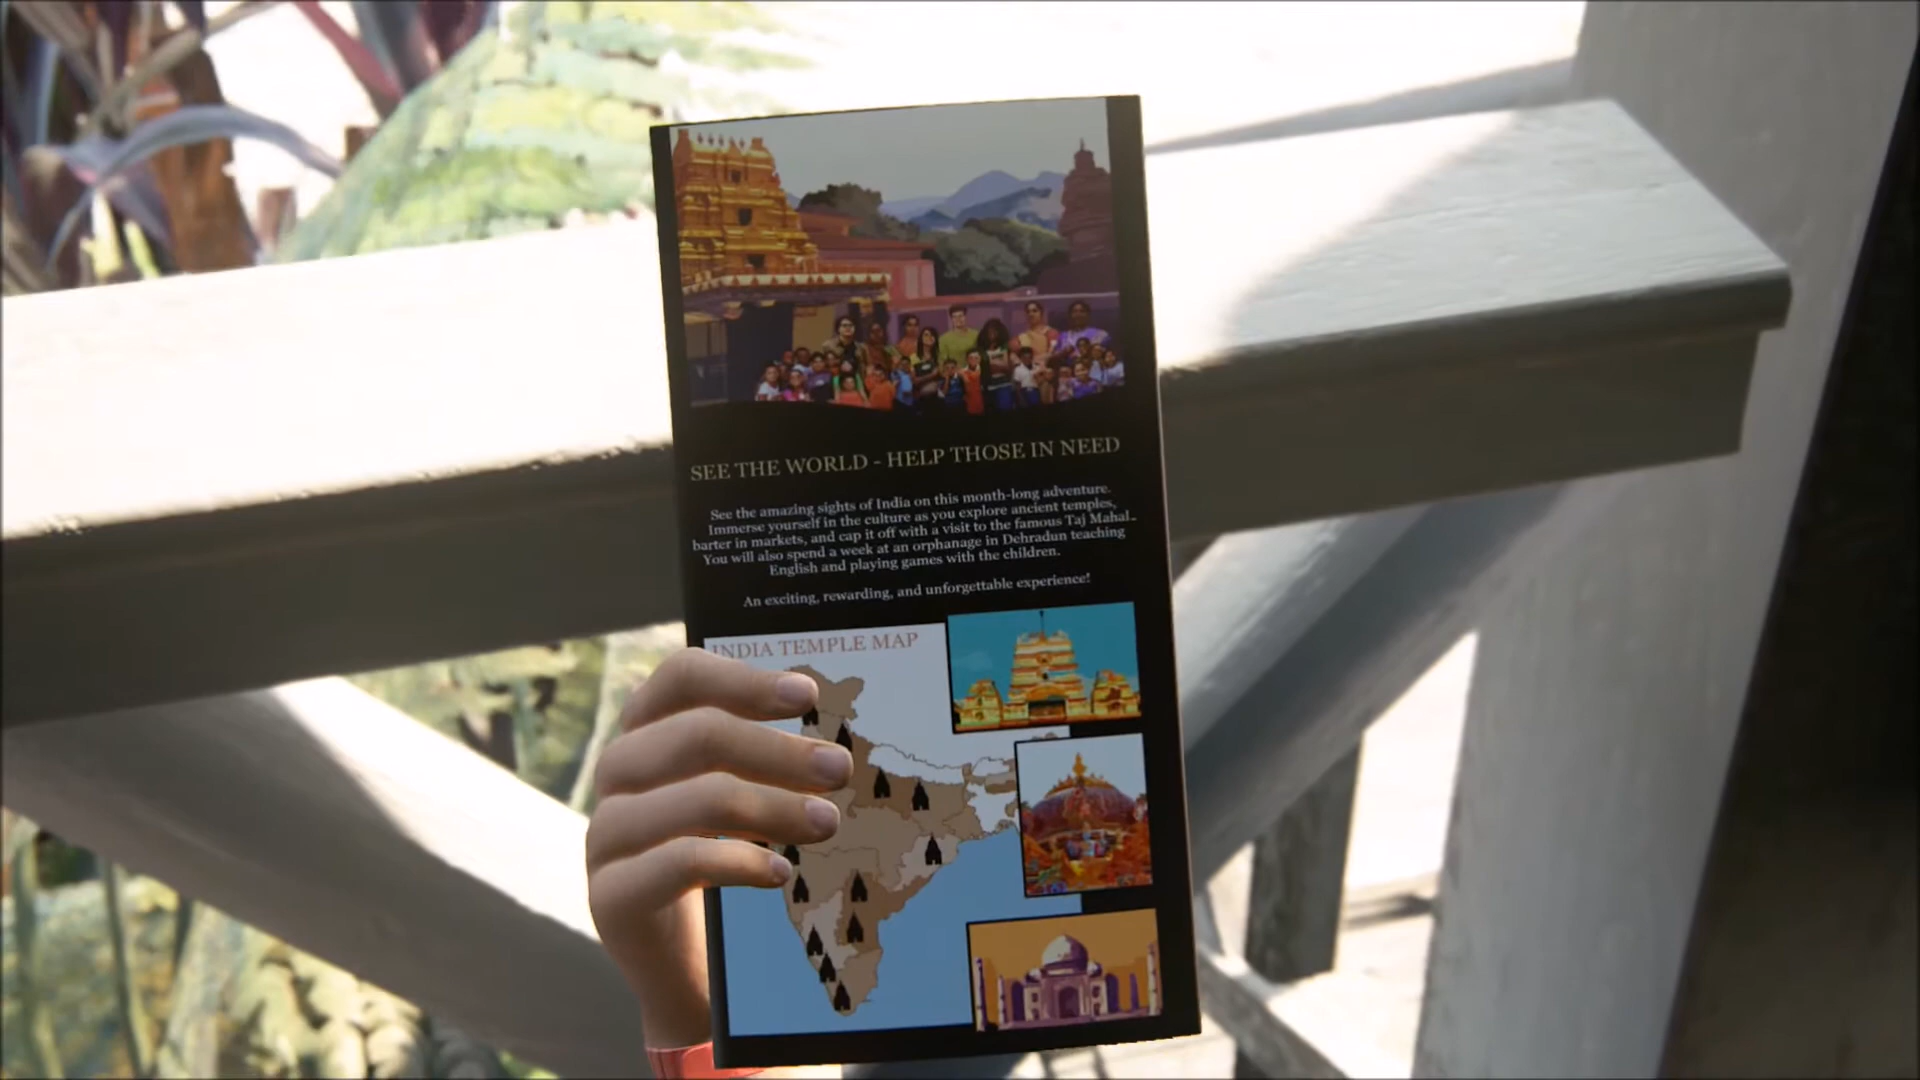 SEE THE WORLD - HELP THOSE IN NEED
See the amazing sights of India on this month-long adventure.
Immerse yourself in the culture as you explore ancient temples,
barter in markets, and cap it off with a visit to the famous Taj Mahal.
You will also spend a week at an orphanage in Dehradun teaching
English and playing games with the children.
An exciting, rewarding, and unforgettable experience!
INDIA TEMPLE MAP